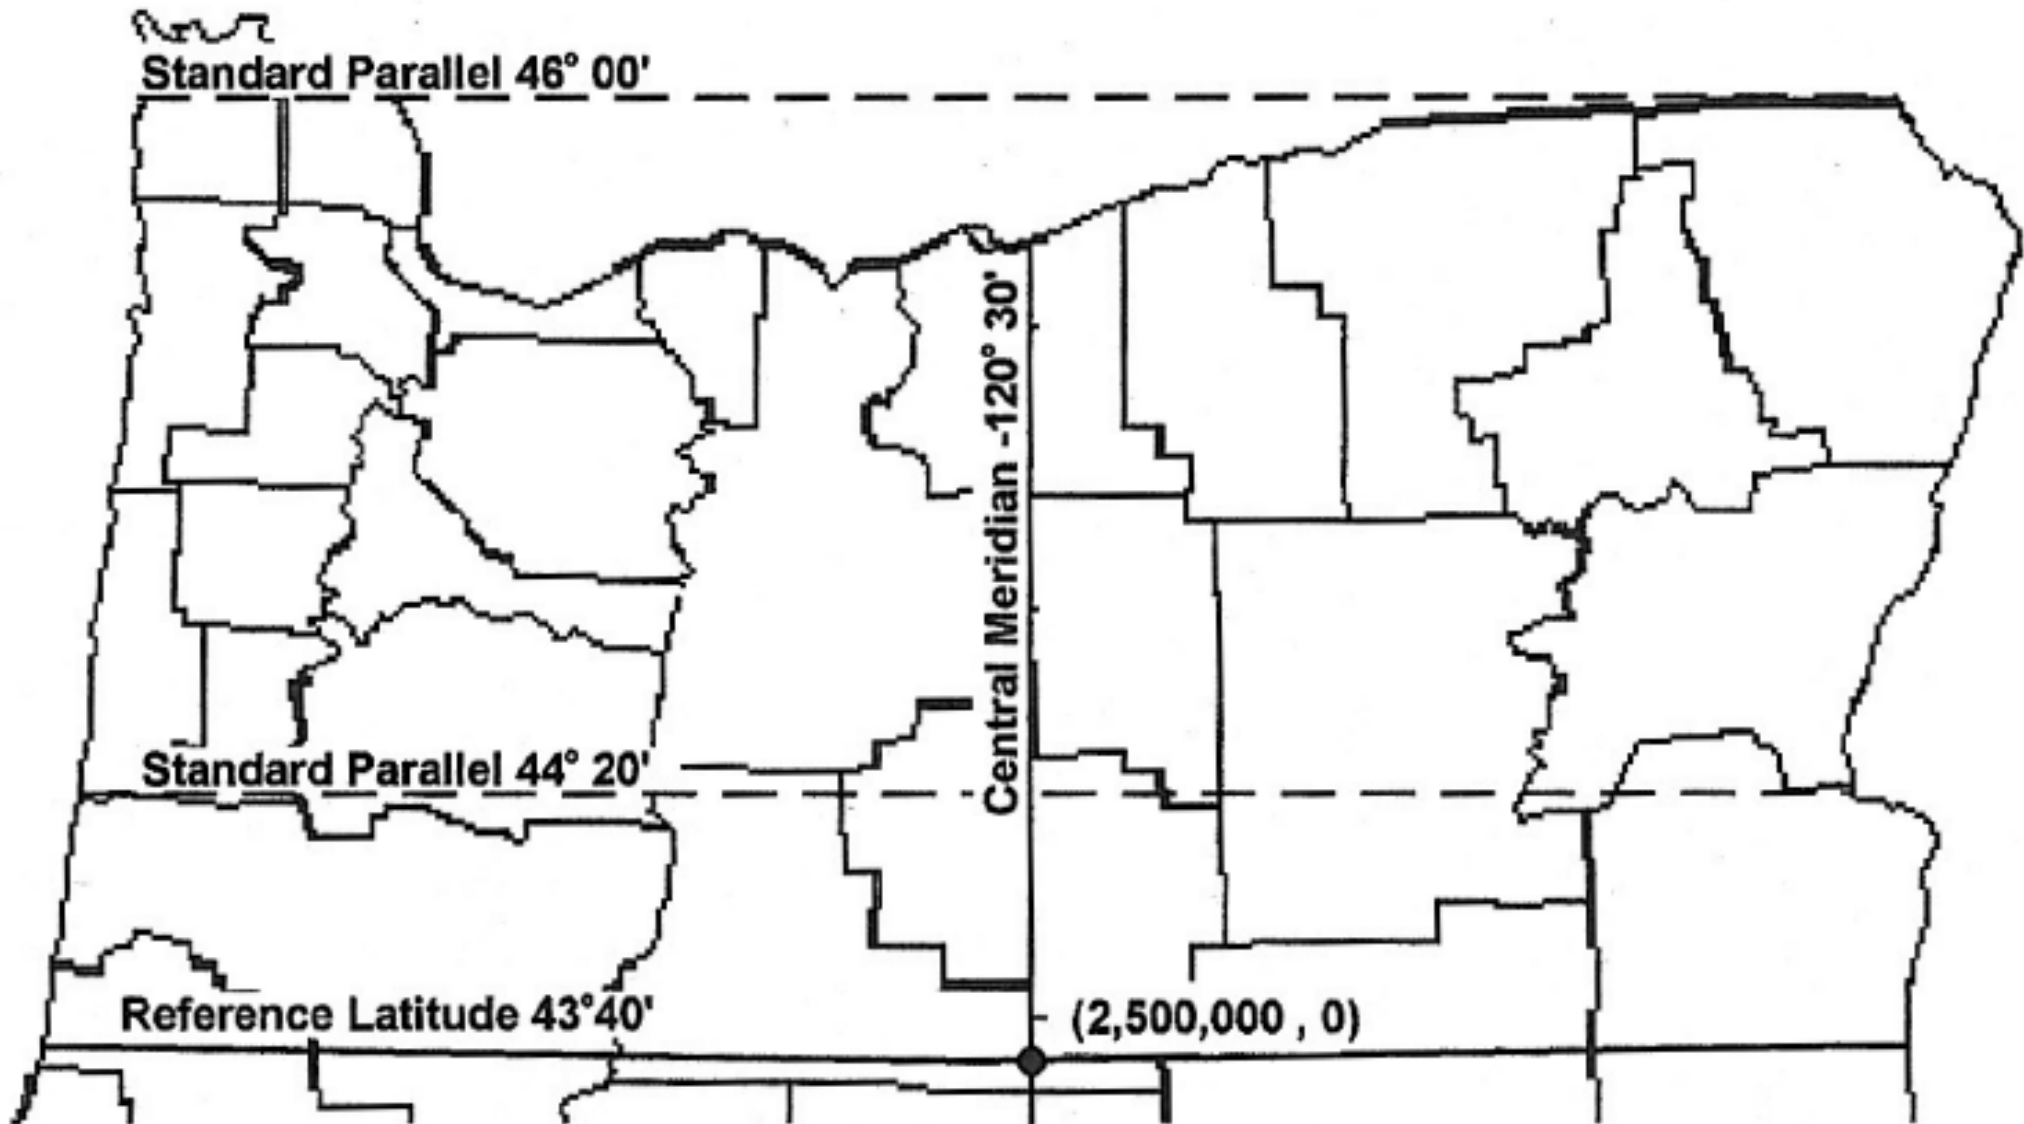 Standard Parallel 46° 00'
Central Meridian -120° 30'
Standard Parallel 44° 20'
Reference Latitude 43°40'
(2,500,000 , 0)